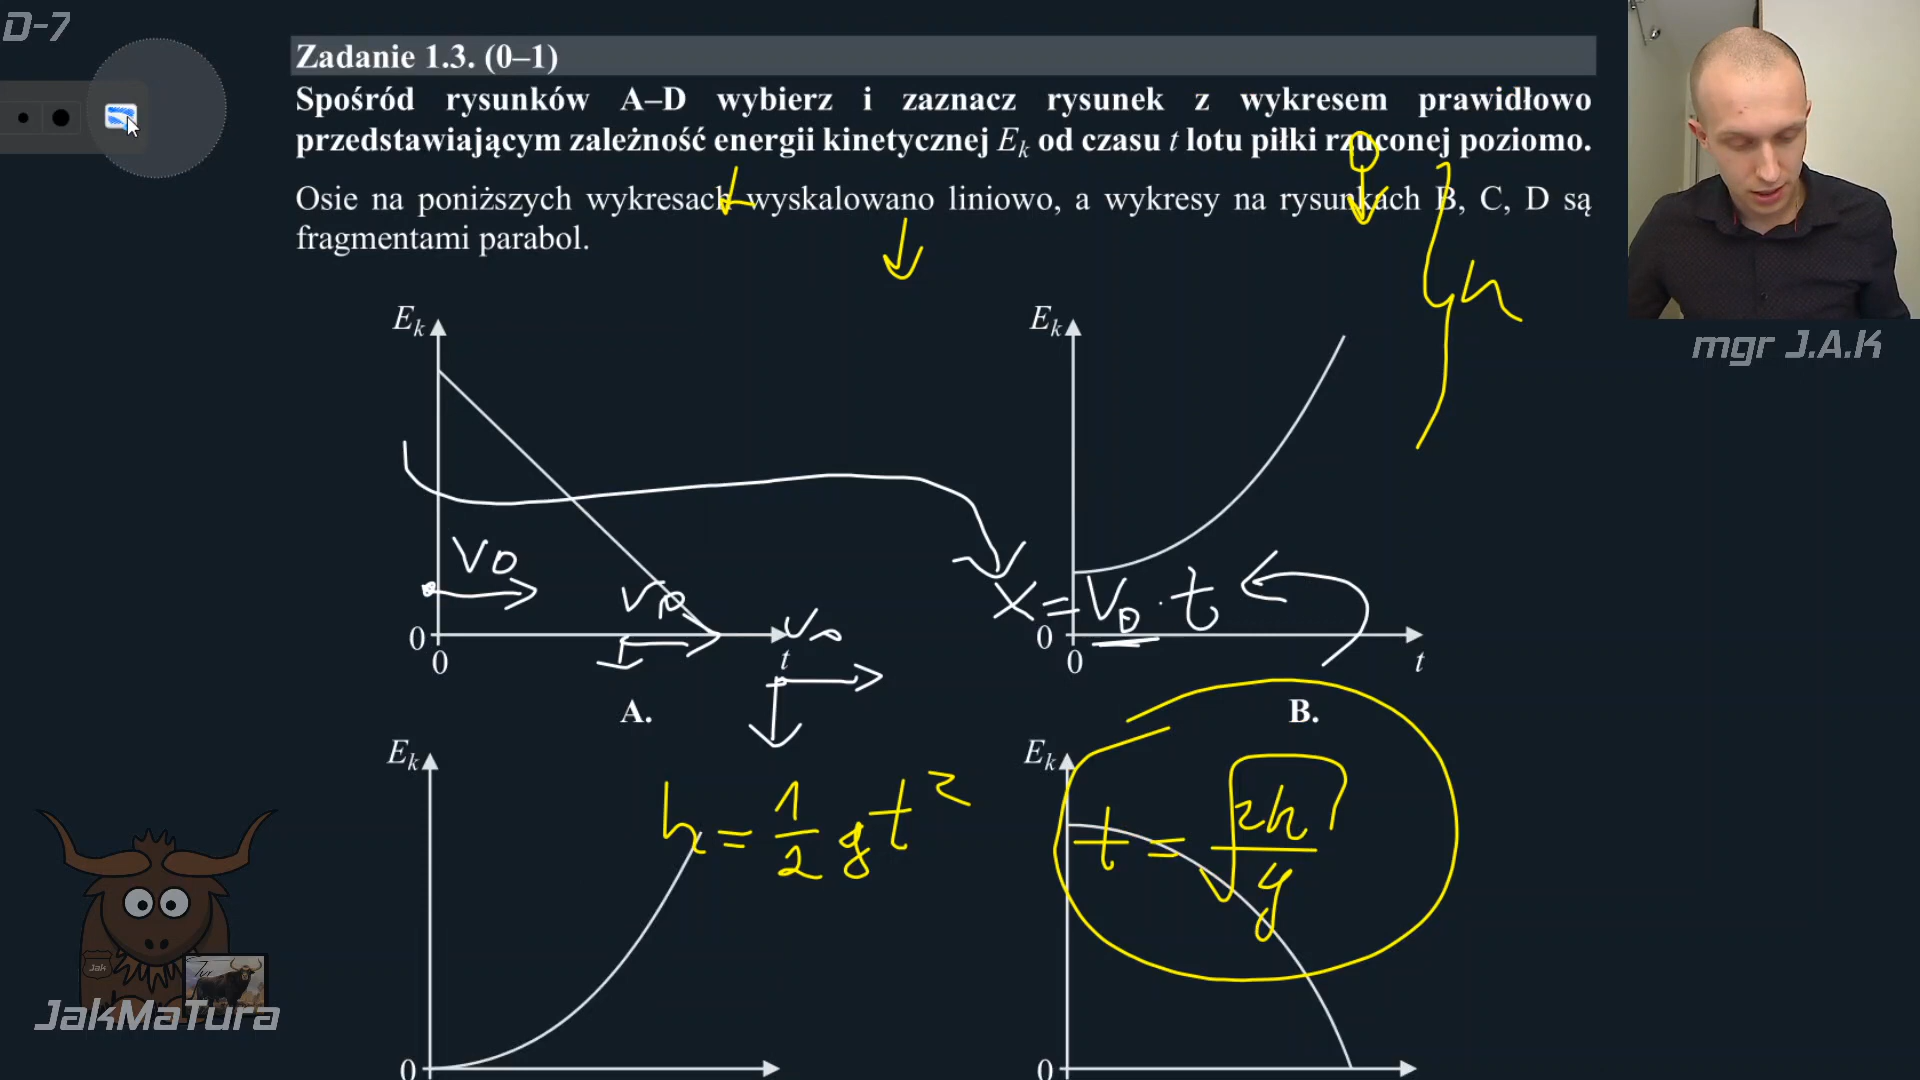 D-7
Zadanie 1.3. (0–1)
Spośród rysunków A–D wybierz i zaznacz rysunek z wykresem prawidłowo
przedstawiającym zależność energii kinetycznej Ek od czasu t lotu piłki rzuconej poziomo.
Osie na poniższych wykresach wyskalowano liniowo, a wykresy na rysunkach B, C, D są
fragmentami parabol.
h
mgr J.A.K
Ek
Ek
V0
V0
V0
x = V0 · t
0
0
t
0
0
t
A.
B.
Ek
Ek
h = 1/2 g t²
t = √2h/g
Jak
JakMaTura
0
0